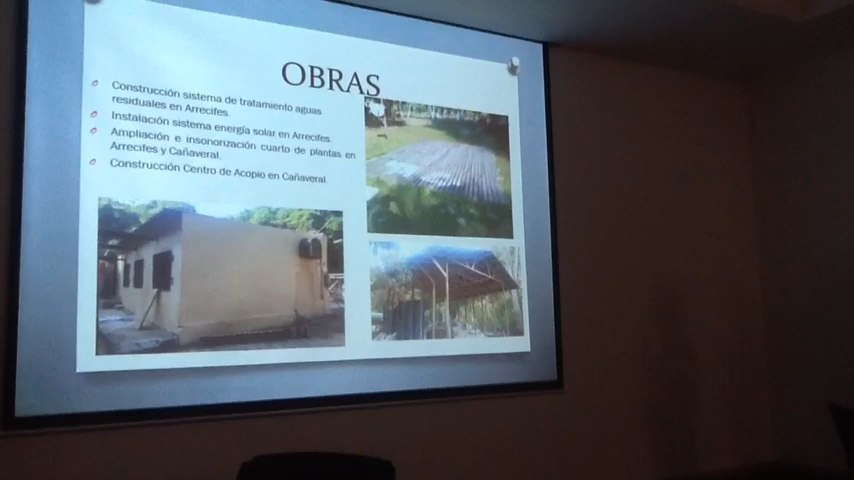 OBRAS
Construcción sistema de tratamiento aguas
residuales en Arrecifes.
Instalación sistema energía solar en Arrecifes.
Ampliación e insonorización cuarto de plantas en
Arrecifes y Cañaveral.
Construcción Centro de Acopio en Cañaveral.